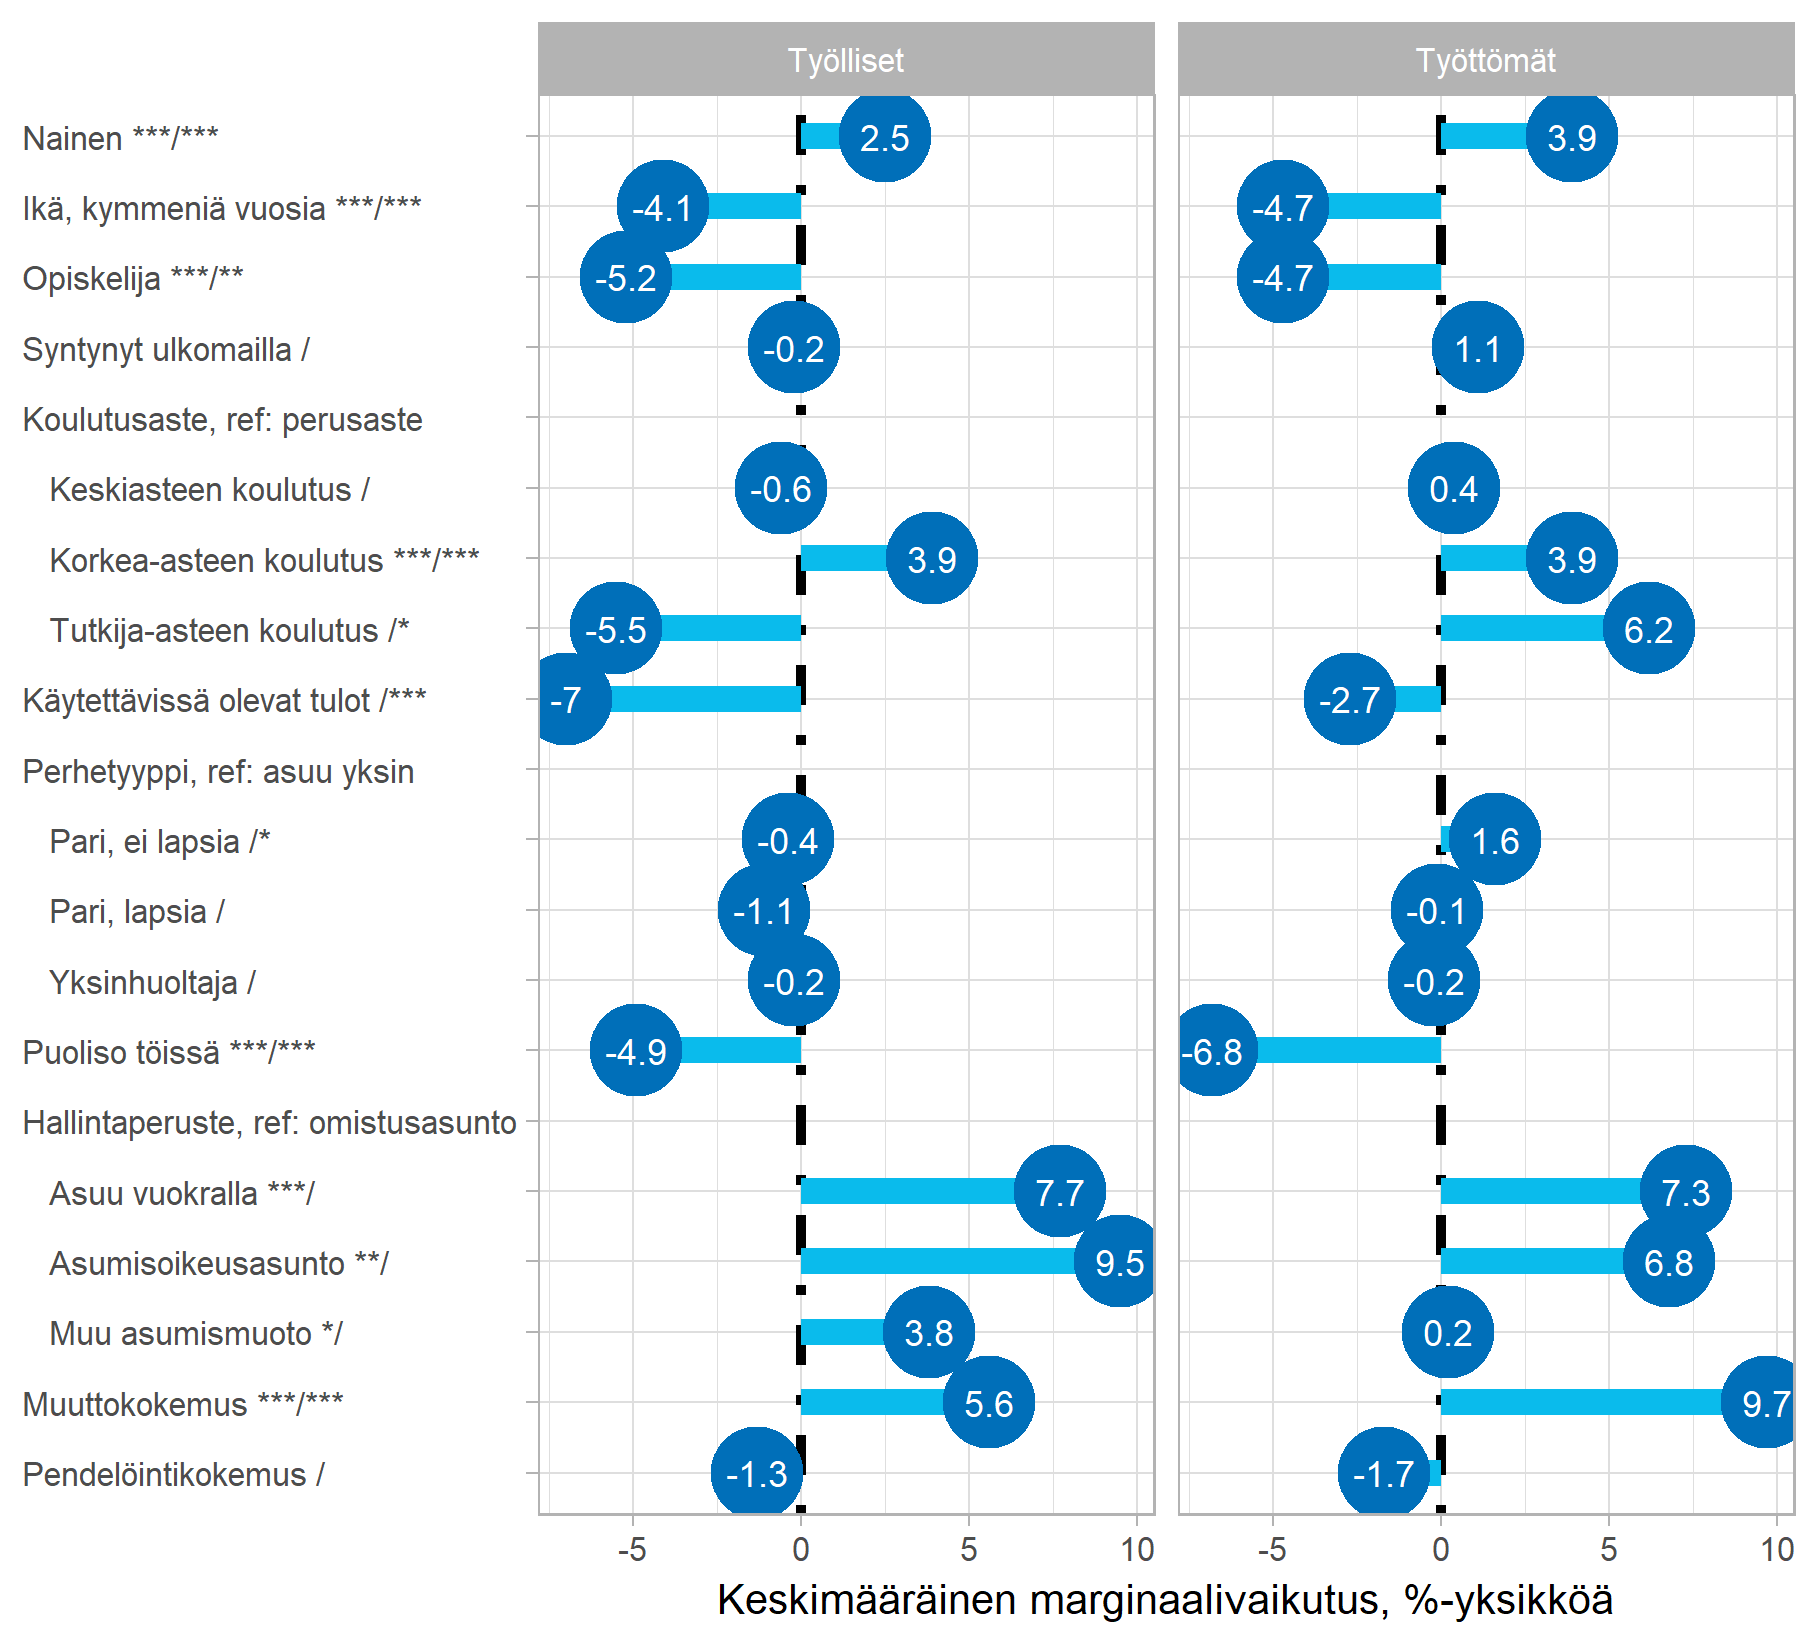 Työlliset Työttömät
Nainen ***/*** 2.5 3.9
Ikä, kymmeniä vuosia ***/*** -4.1 -4.7
Opiskelija ***/** -5.2 -4.7
Syntynyt ulkomailla / -0.2 1.1
Koulutusaste, ref: perusaste
Keskiasteen koulutus / -0.6 0.4
Korkea-asteen koulutus ***/*** 3.9 3.9
Tutkija-asteen koulutus /* -5.5 6.2
Käytettävissä olevat tulot /*** -7 -2.7
Perhetyyppi, ref: asuu yksin
Pari, ei lapsia /* -0.4 1.6
Pari, lapsia / -1.1 -0.1
Yksinhuoltaja / -0.2 -0.2
Puoliso töissä ***/*** -4.9 -6.8
Hallintaperuste, ref: omistusasunto
Asuu vuokralla ***/ 7.7 7.3
Asumisoikeusasunto **/ 9.5 6.8
Muu asumismuoto */ 3.8 0.2
Muuttokokemus ***/*** 5.6 9.7
Pendelöintikokemus / -1.3 -1.7
-5 0 5 10 -5 0 5 10
Keskimääräinen marginaalivaikutus, %-yksikköä